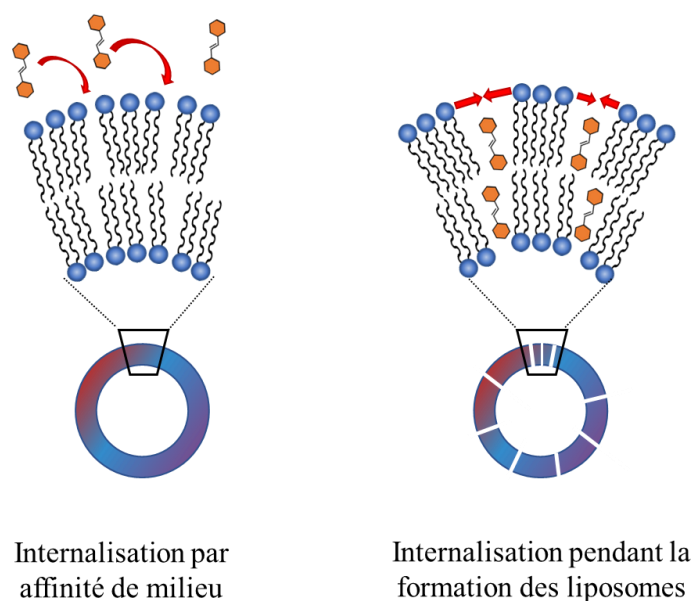 Internalisation par
affinité de milieu
Internalisation pendant la
formation des liposomes